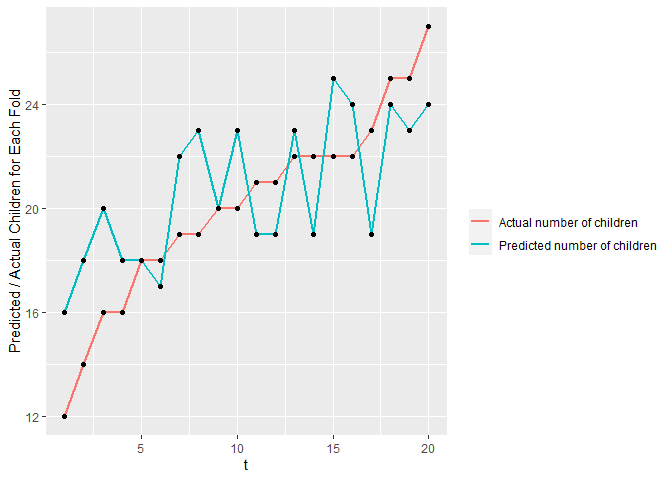 Predicted / Actual Children for Each Fold
24
20
16
12
5
10
15
20
t
Actual number of children
Predicted number of children